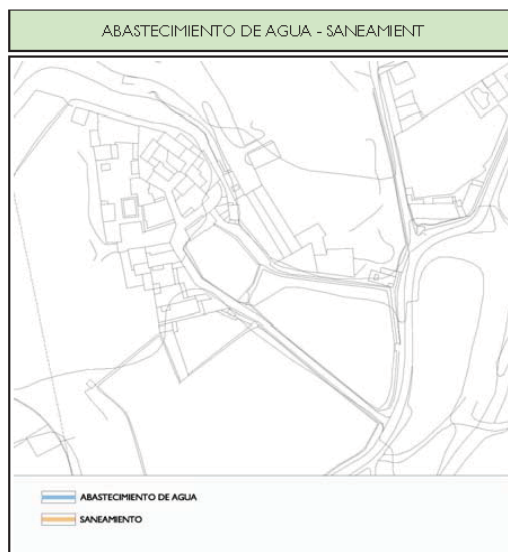 ABASTECIMIENTO DE AGUA - SANEAMIENT
ABASTECIMIENTO DE AGUA
SANEAMIENTO